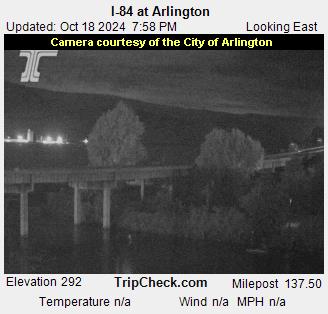 I-84 at Arlington
Updated: Oct 18 2024 7:58 PM Looking East
Camera courtesy of the City of Arlington
Elevation 292 TripCheck.com Milepost 137.50
Temperature n/a Wind n/a MPH n/a